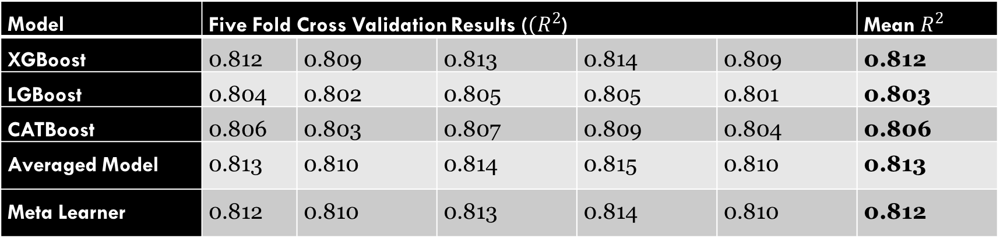 Model Five Fold Cross Validation Results ((R²) Mean R²
XGBoost 0.812 0.809 0.813 0.814 0.809 0.812
LGBoost 0.804 0.802 0.805 0.805 0.801 0.803
CATBoost 0.806 0.803 0.807 0.809 0.804 0.806
Averaged Model 0.813 0.810 0.814 0.815 0.810 0.813
Meta Learner 0.812 0.810 0.813 0.814 0.810 0.812